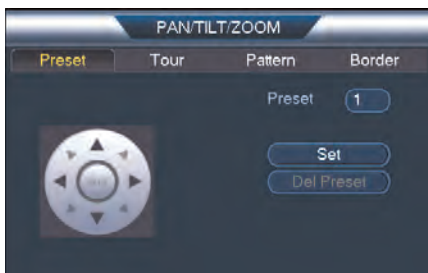 PAN/TILT/ZOOM
Preset Tour Pattern Border
Preset 1
Set
Del Preset